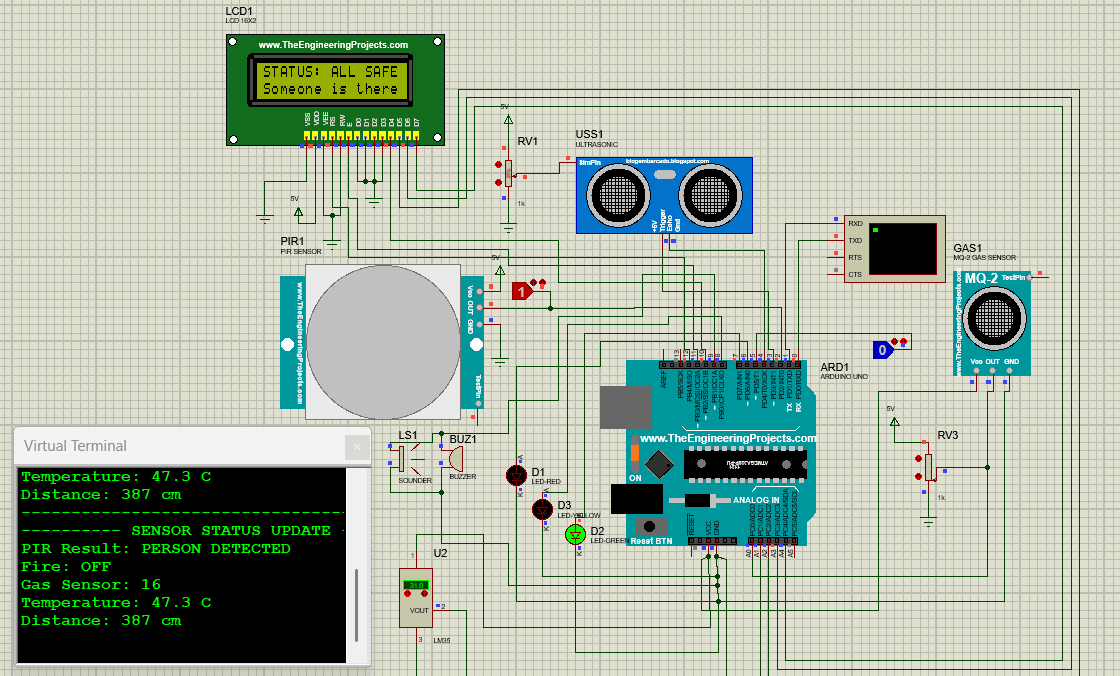 LCD1
LCD 16X2
www.TheEngineeringProjects.com
STATUS: ALL SAFE
Someone is there
VSS VDD VEE RS RW E D0 D1 D2 D3 D4 D5 D6 D7
5V
RV1
1k
USS1
ULTRASONIC
SimPin
blogembarcado.blogspot.com
+5V Trigger Echo Gnd
5V
PIR1
PIR SENSOR
www.TheEngineeringProjects.com
Vcc OUT GND
TestPin
5V
1
RXD
TXD
RTS
CTS
GAS1
MQ-2 GAS SENSOR
MQ-2
TestPin
www.TheEngineeringProjects.com
Vcc OUT GND
0
ARD1
ARDUINO UNO
AREF
TX
RX
www.TheEngineeringProjects.com
ON
ANALOG IN
RESET
VCC
GND
Reset BTN
A0 A1 A2 A3 A4 A5
5V
RV3
1k
LS1
SOUNDER
BUZ1
BUZZER
D1
LED-RED
D3
LED-YELLOW
D2
LED-GREEN
A
K
A
K
K
U2
1
31.0
VOUT
2
3
LM35
Virtual Terminal
Temperature: 47.3 C
Distance: 387 cm
----------------------------------
---------- SENSOR STATUS UPDATE -
PIR Result: PERSON DETECTED
Fire: OFF
Gas Sensor: 16
Temperature: 47.3 C
Distance: 387 cm